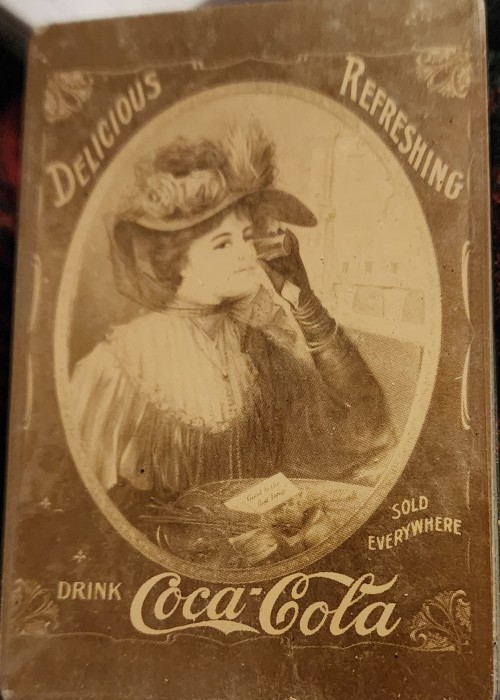 DELICIOUS
REFRESHING
SOLD
EVERYWHERE
DRINK Coca-Cola